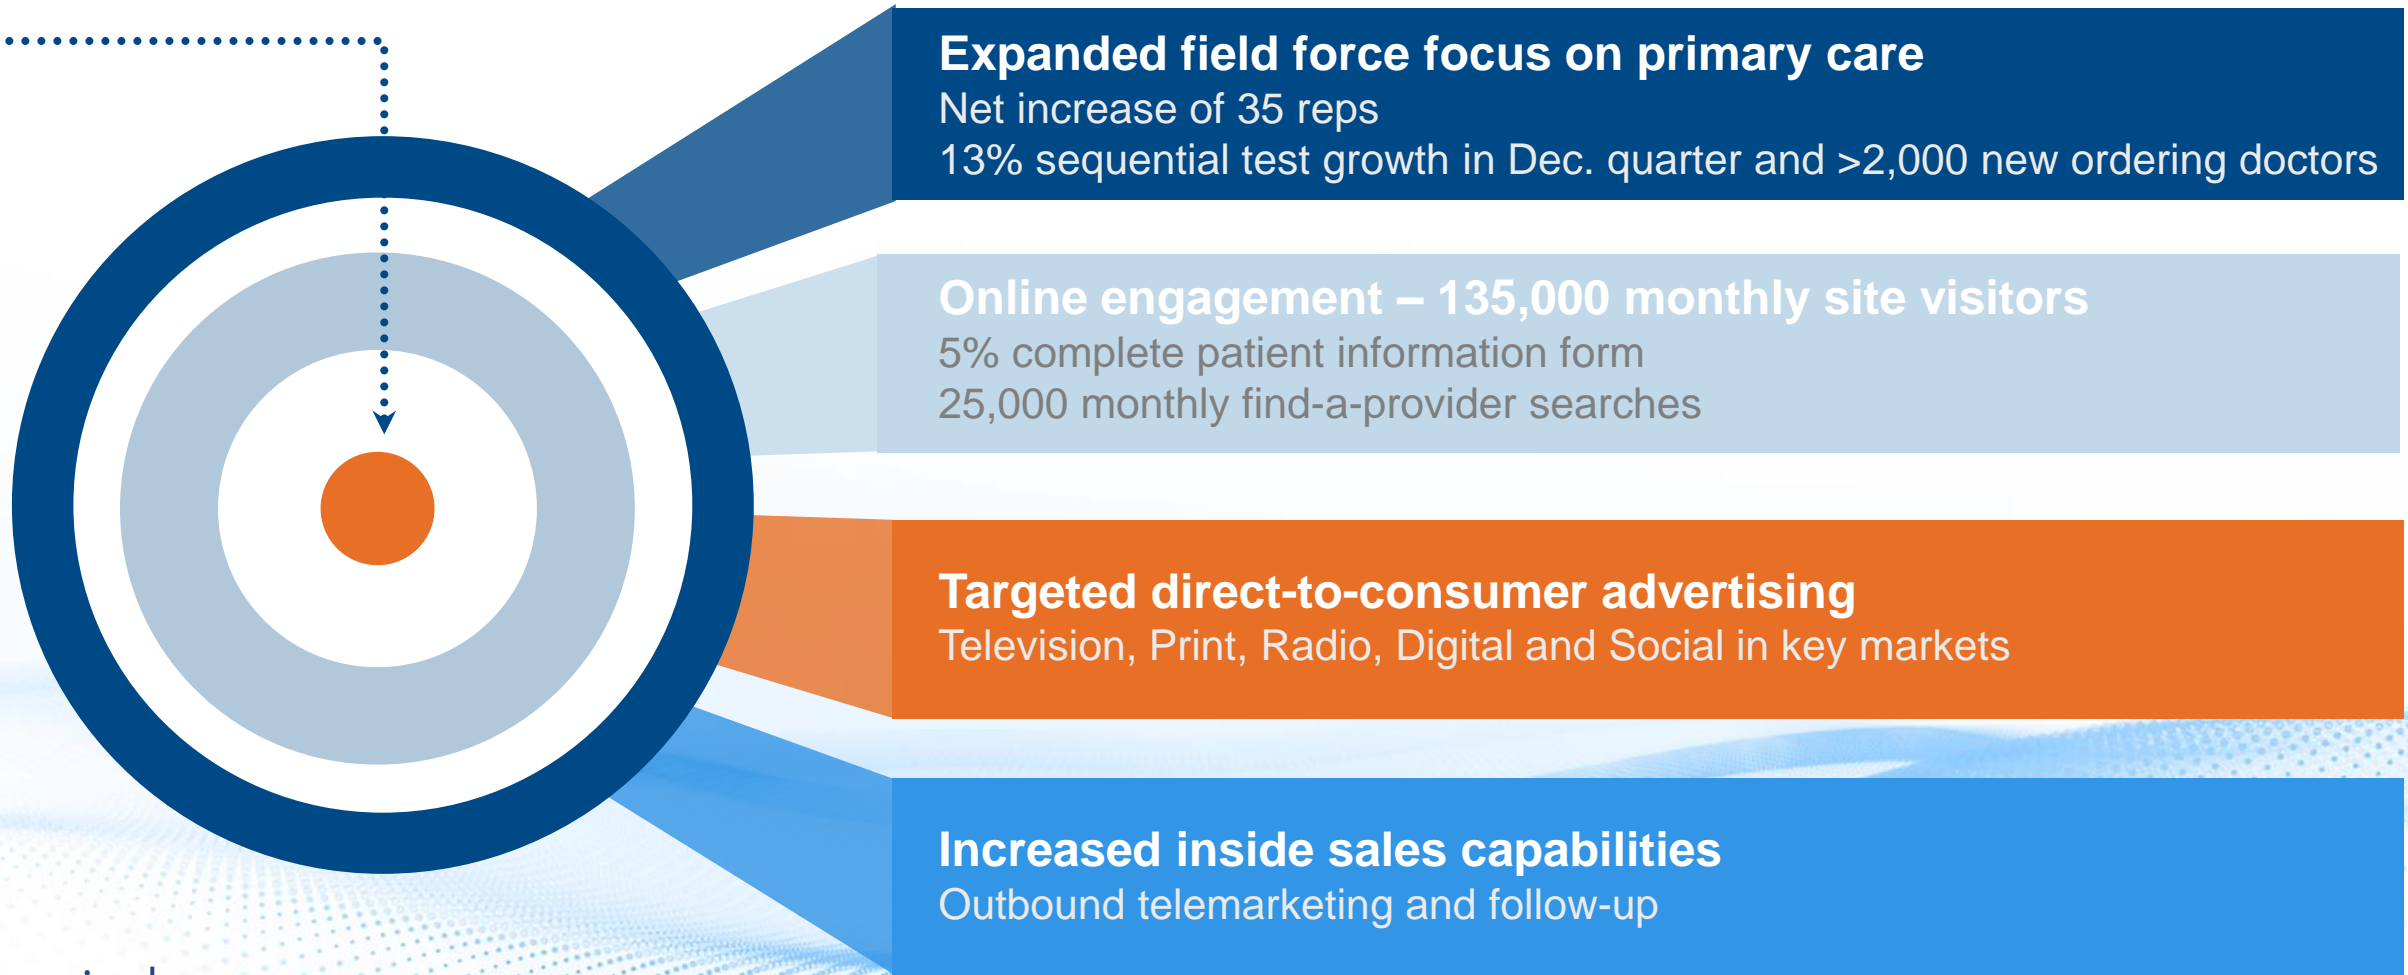 Expanded field force focus on primary care
Net increase of 35 reps
13% sequential test growth in Dec. quarter and >2,000 new ordering doctors
Online engagement – 135,000 monthly site visitors
5% complete patient information form
25,000 monthly find-a-provider searches
Targeted direct-to-consumer advertising
Television, Print, Radio, Digital and Social in key markets
Increased inside sales capabilities
Outbound telemarketing and follow-up